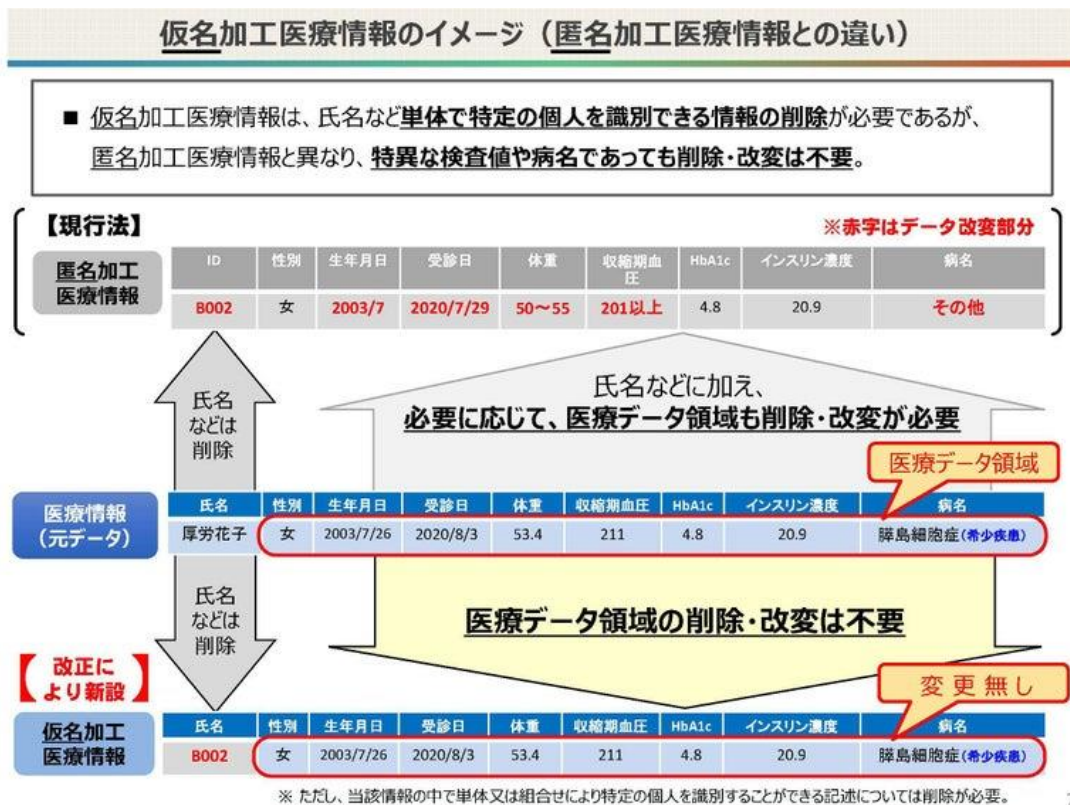 仮名加工医療情報のイメージ（匿名加工医療情報との違い）
■ 仮名加工医療情報は、氏名など単体で特定の個人を識別できる情報の削除が必要であるが、
匿名加工医療情報と異なり、特異な検査値や病名であっても削除・改変は不要。
【現行法】
※赤字はデータ改変部分
匿名加工
医療情報
ID 性別 生年月日 受診日 体重 収縮期血圧 HbA1c インスリン濃度 病名
B002 女 2003/7 2020/7/29 50～55 201以上 4.8 20.9 その他
氏名
などは
削除
氏名などに加え、
必要に応じて、医療データ領域も削除・改変が必要
医療データ領域
医療情報
（元データ）
氏名 性別 生年月日 受診日 体重 収縮期血圧 HbA1c インスリン濃度 病名
厚労花子 女 2003/7/26 2020/8/3 53.4 211 4.8 20.9 膵島細胞症(希少疾患)
氏名
などは
削除
医療データ領域の削除・改変は不要
【改正に
より新設】
変更無し
仮名加工
医療情報
氏名 性別 生年月日 受診日 体重 収縮期血圧 HbA1c インスリン濃度 病名
B002 女 2003/7/26 2020/8/3 53.4 211 4.8 20.9 膵島細胞症(希少疾患)
※ ただし、当該情報の中で単体又は組合せにより特定の個人を識別することができる記述については削除が必要。